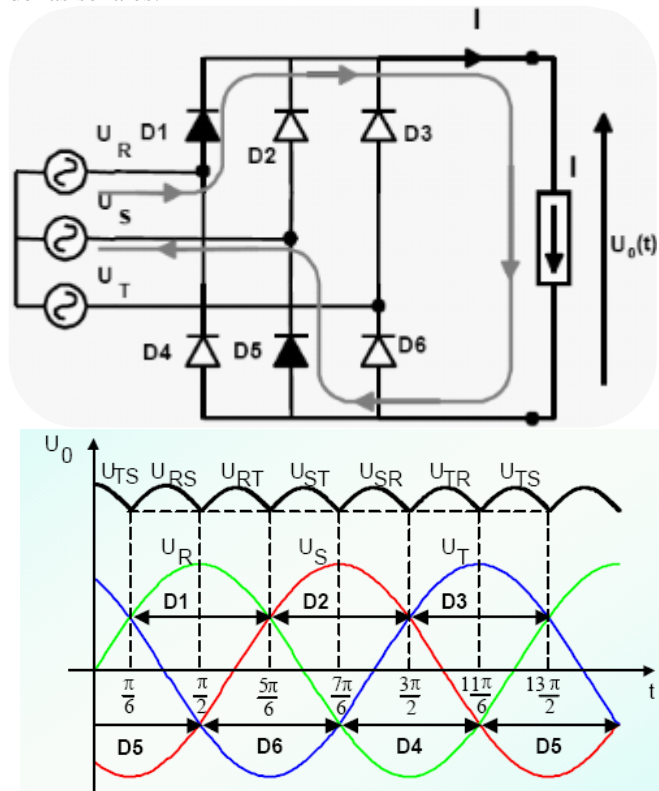 I
U R D1 D2 D3
U S I U0(t)
U T
D4 D5 D6
U0
UTS URS URT UST USR UTR UTS
UR US UT
D1 D2 D3
π/6 π/2 5π/6 7π/6 3π/2 11π/6 13π/2 t
D5 D6 D4 D5